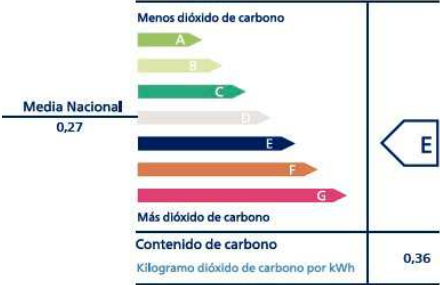 Menos dióxido de carbono
A
B
C
Media Nacional
0,27
D
E
E
F
G
Más dióxido de carbono
Contenido de carbono
Kilogramo dióxido de carbono por kWh
0,36